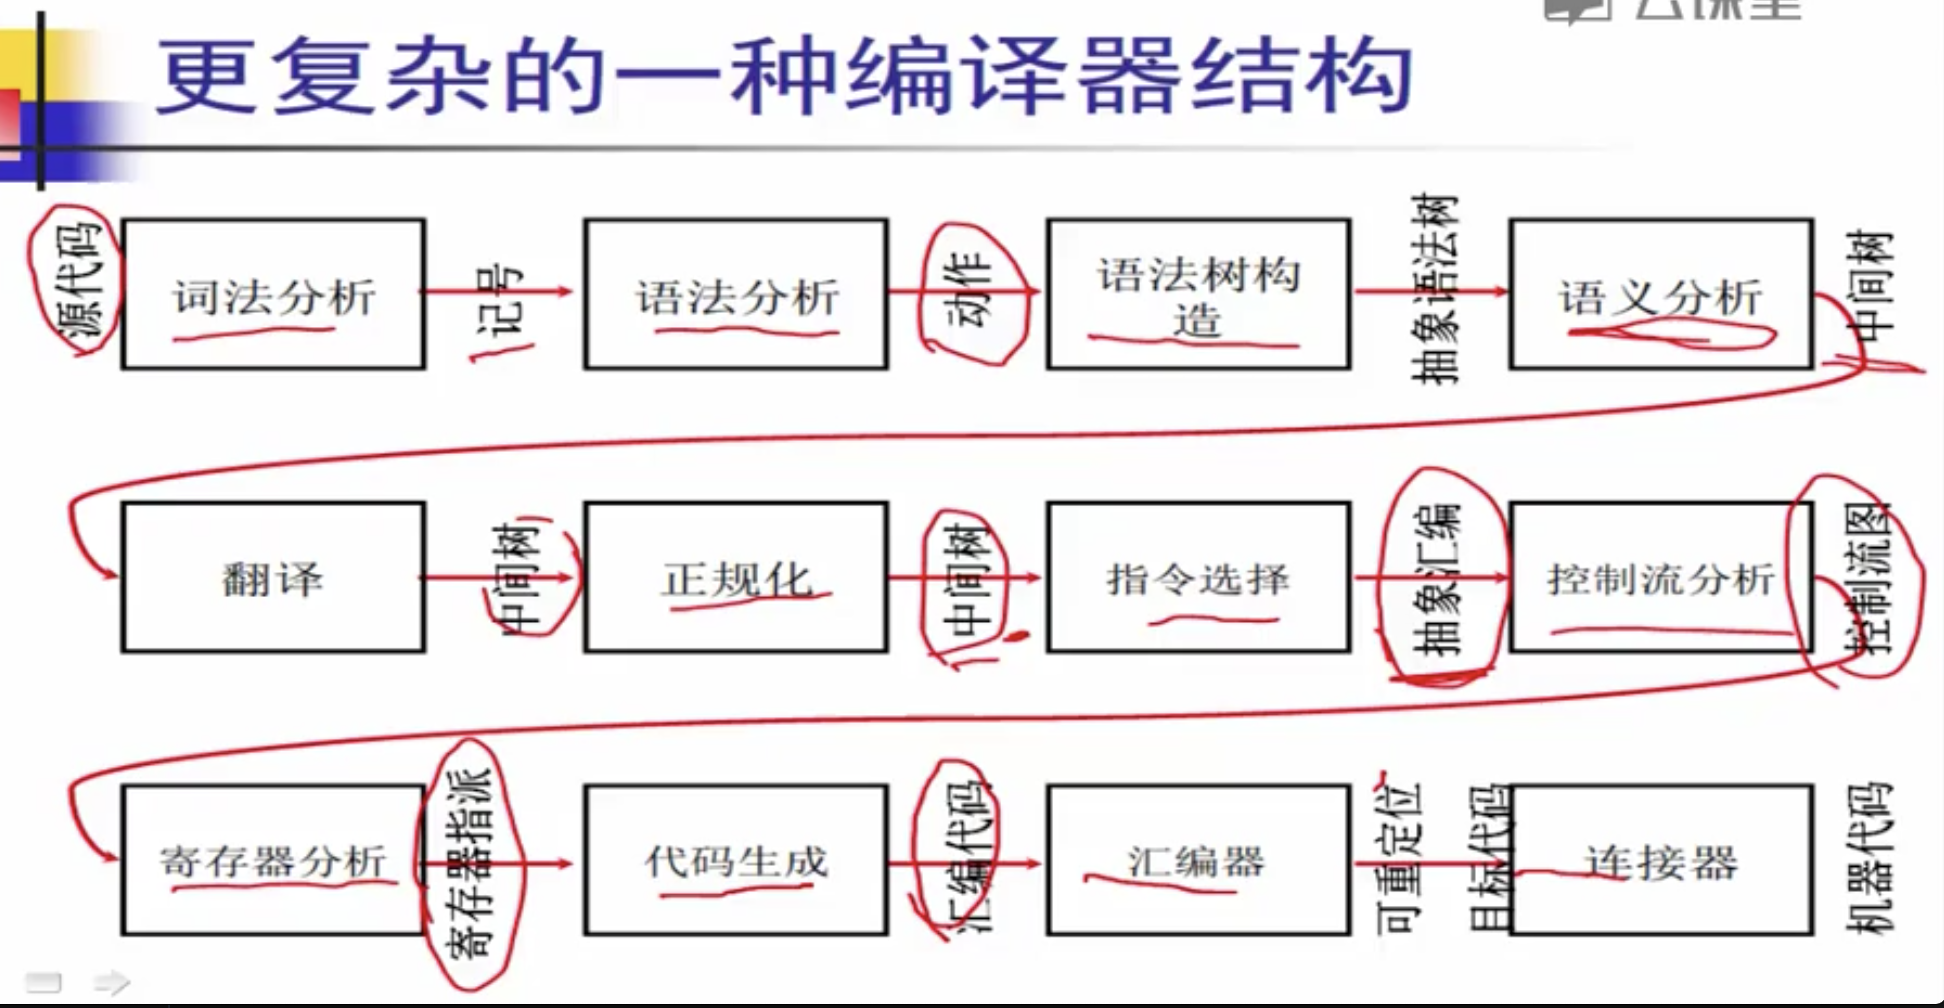 云课堂
更复杂的一种编译器结构
源代码
词法分析
记号
语法分析
动作
语法树构
造
抽象语法树
语义分析
中间树
翻译
中间树
正规化
中间树
指令选择
抽象汇编
控制流分析
控制流图
寄存器分析
寄存器指派
代码生成
汇编代码
汇编器
可重定位
目标代码
连接器
机器代码